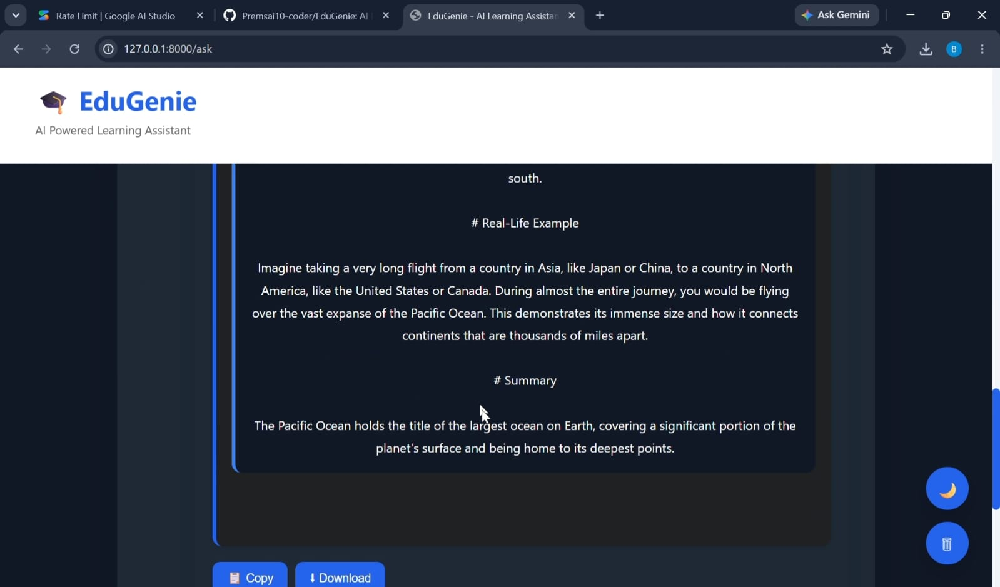 Rate Limit | Google AI Studio
Premsai10-coder/EduGenie: AI
EduGenie - AI Learning Assistan
Ask Gemini
127.0.0.1:8000/ask
B
EduGenie
AI Powered Learning Assistant
south.
# Real-Life Example
Imagine taking a very long flight from a country in Asia, like Japan or China, to a country in North
America, like the United States or Canada. During almost the entire journey, you would be flying
over the vast expanse of the Pacific Ocean. This demonstrates its immense size and how it connects
continents that are thousands of miles apart.
# Summary
The Pacific Ocean holds the title of the largest ocean on Earth, covering a significant portion of the
planet's surface and being home to its deepest points.
Copy
Download